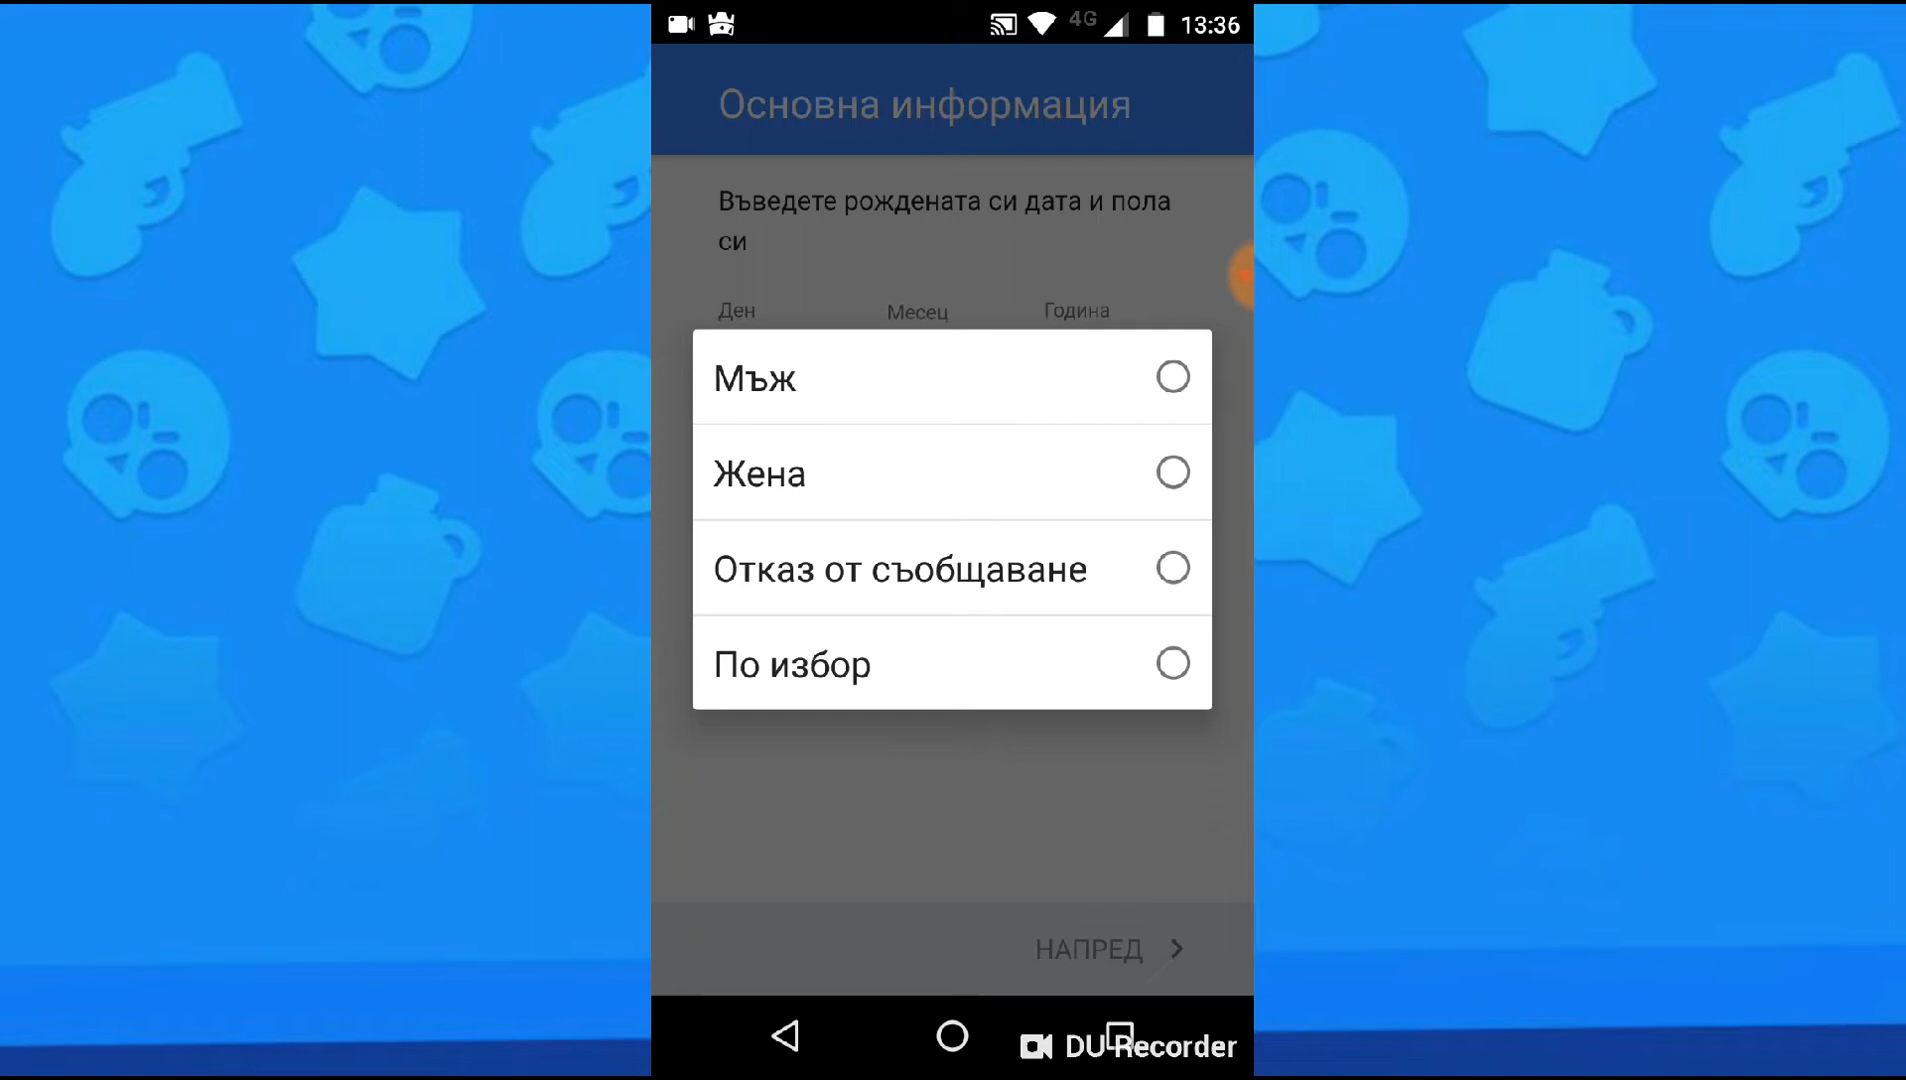 4G 13:36
Основна информация
Въведете рождената си дата и пола
си
Ден Месец Година
Мъж
Жена
Отказ от съобщаване
По избор
НАПРЕД
DU Recorder